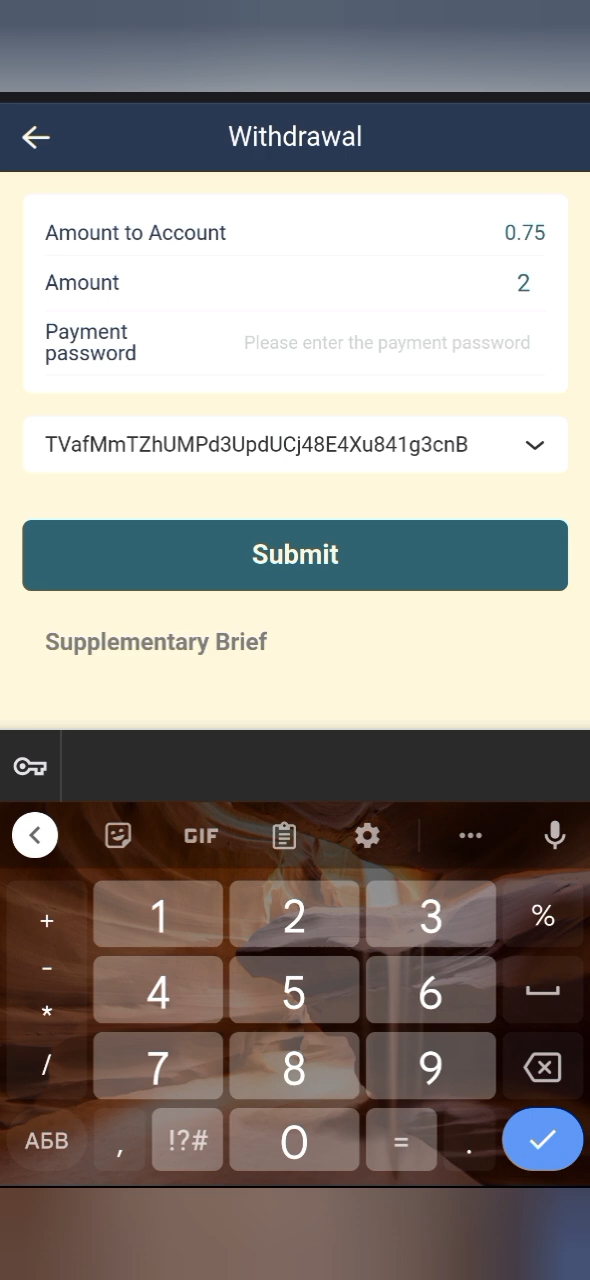 Withdrawal
Amount to Account 0.75
Amount 2
Payment password Please enter the payment password
TVafMmTZhUMPd3UpdUCj48E4Xu841g3cnB
Submit
Supplementary Brief
GIF
+ 1 2 3 %
- 4 5 6
*
/ 7 8 9
АБВ , !?# 0 = .